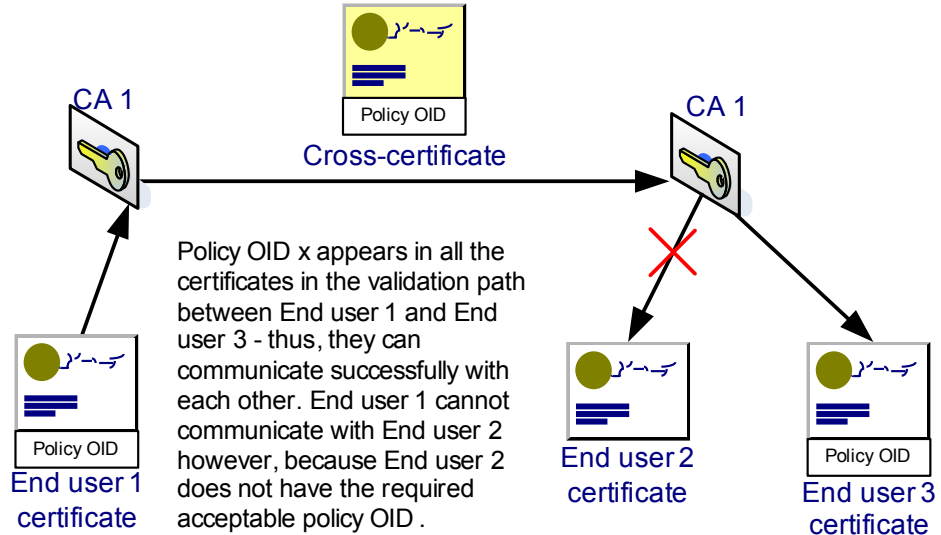 Policy OID
Cross-certificate
CA 1
CA 1
Policy OID x appears in all the
certificates in the validation path
between End user 1 and End
user 3 - thus, they can
communicate successfully with
each other. End user 1 cannot
communicate with End user 2
however, because End user 2
does not have the required
acceptable policy OID .
Policy OID
End user 1
certificate
End user 2
certificate
Policy OID
End user 3
certificate